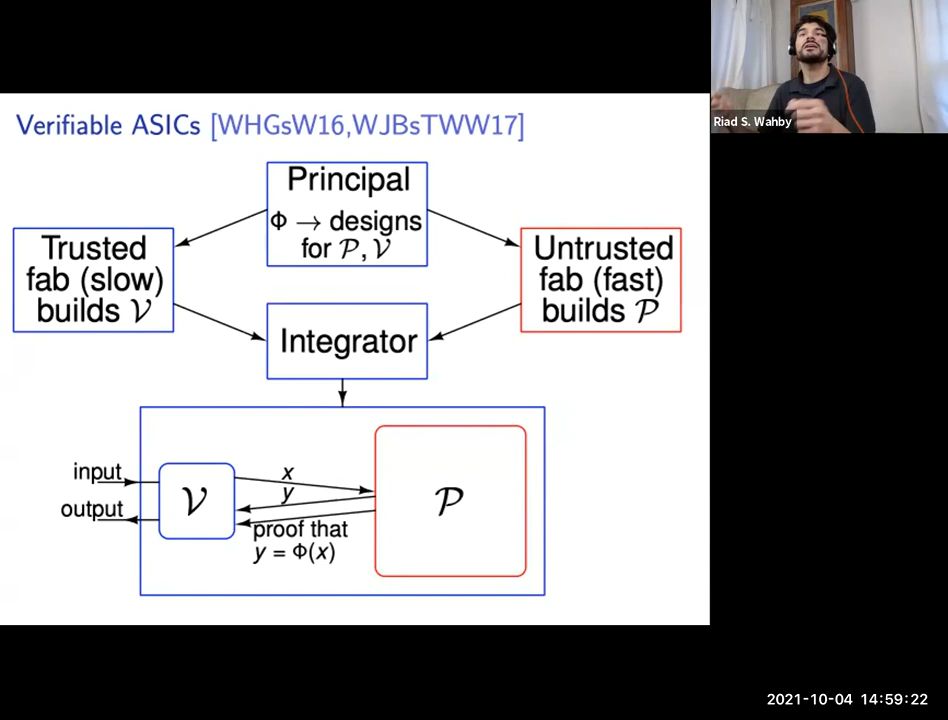 Verifiable ASICs [WHGsW16,WJBsTWW17]
Riad S. Wahby
Principal
Φ → designs
for 𝒫, 𝒱
Trusted
fab (slow)
builds 𝒱
Untrusted
fab (fast)
builds 𝒫
Integrator
input
output
𝒱
x
y
proof that
y = Φ(x)
𝒫
2021-10-04 14:59:22